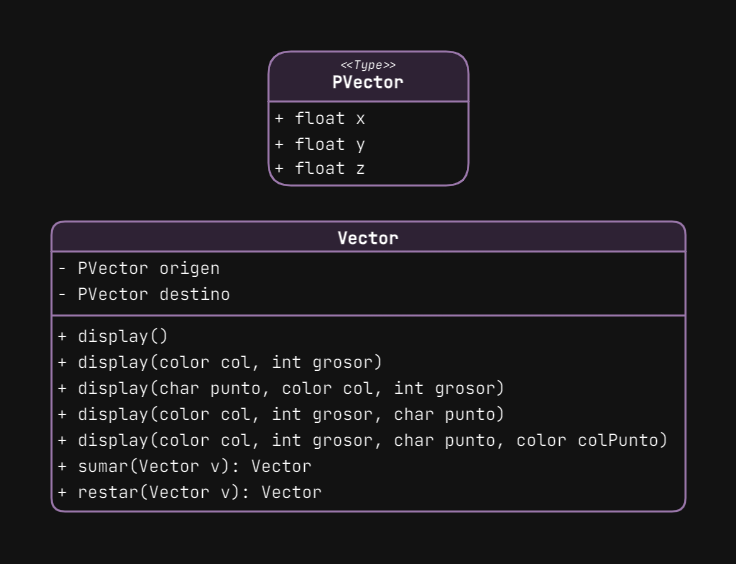 <<Type>>
PVector
+ float x
+ float y
+ float z
Vector
- PVector origen
- PVector destino
+ display()
+ display(color col, int grosor)
+ display(char punto, color col, int grosor)
+ display(color col, int grosor, char punto)
+ display(color col, int grosor, char punto, color colPunto)
+ sumar(Vector v): Vector
+ restar(Vector v): Vector